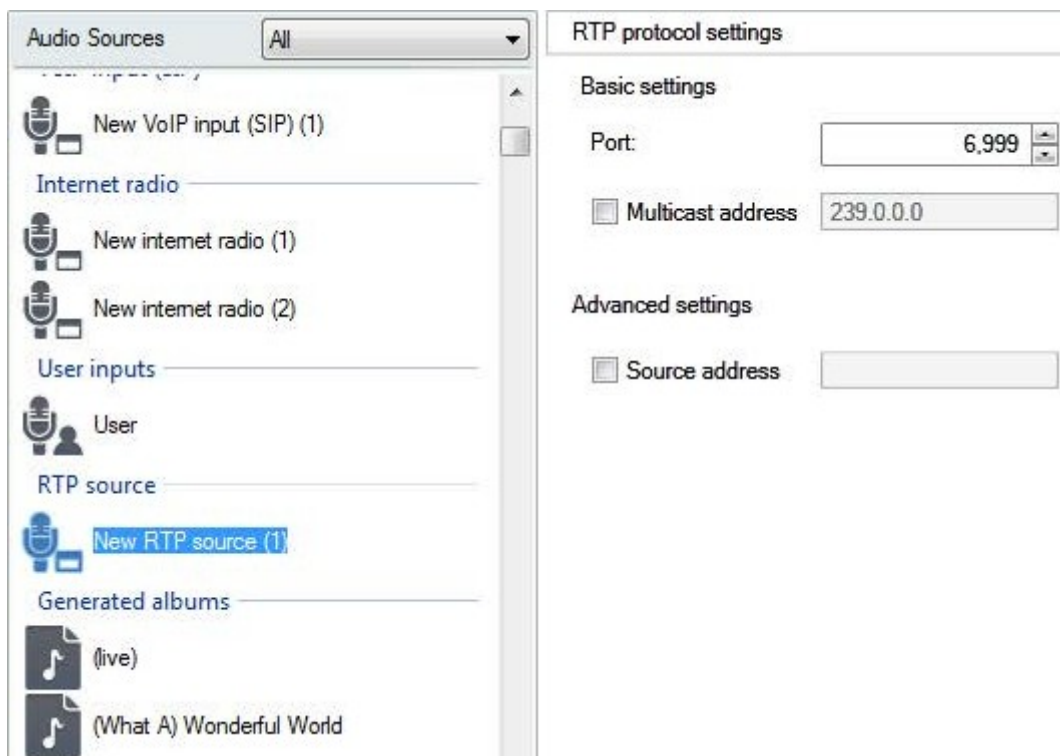 Audio Sources
All
New VoIP input (SIP) (1)
Internet radio
New internet radio (1)
New internet radio (2)
User inputs
User
RTP source
New RTP source (1)
Generated albums
(live)
(What A) Wonderful World
RTP protocol settings
Basic settings
Port:
6,999
Multicast address
239.0.0.0
Advanced settings
Source address